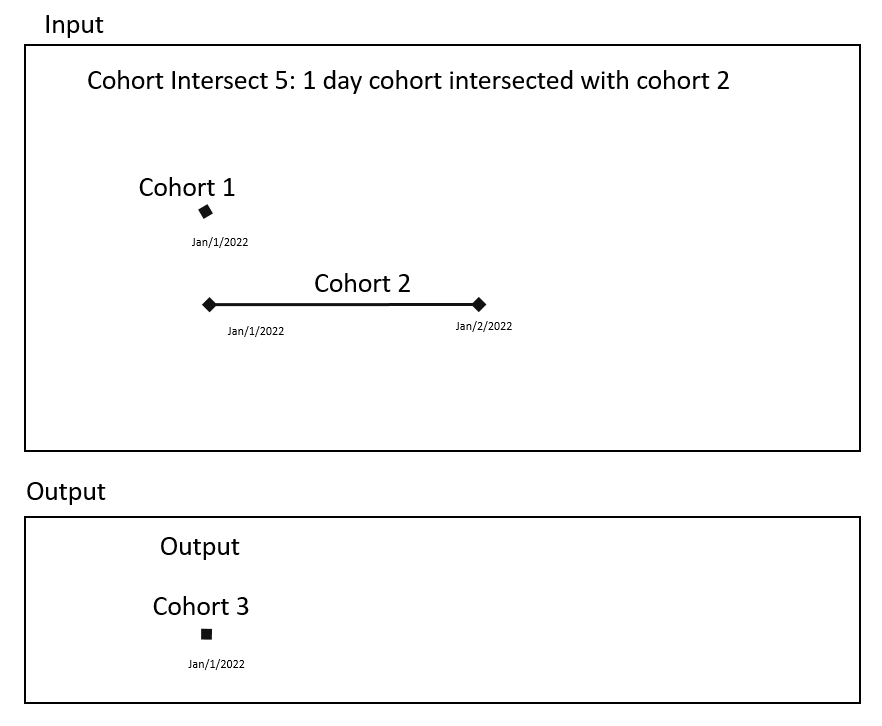 Input
Cohort Intersect 5: 1 day cohort intersected with cohort 2
Cohort 1
Jan/1/2022
Cohort 2
Jan/1/2022
Jan/2/2022
Output
Output
Cohort 3
Jan/1/2022